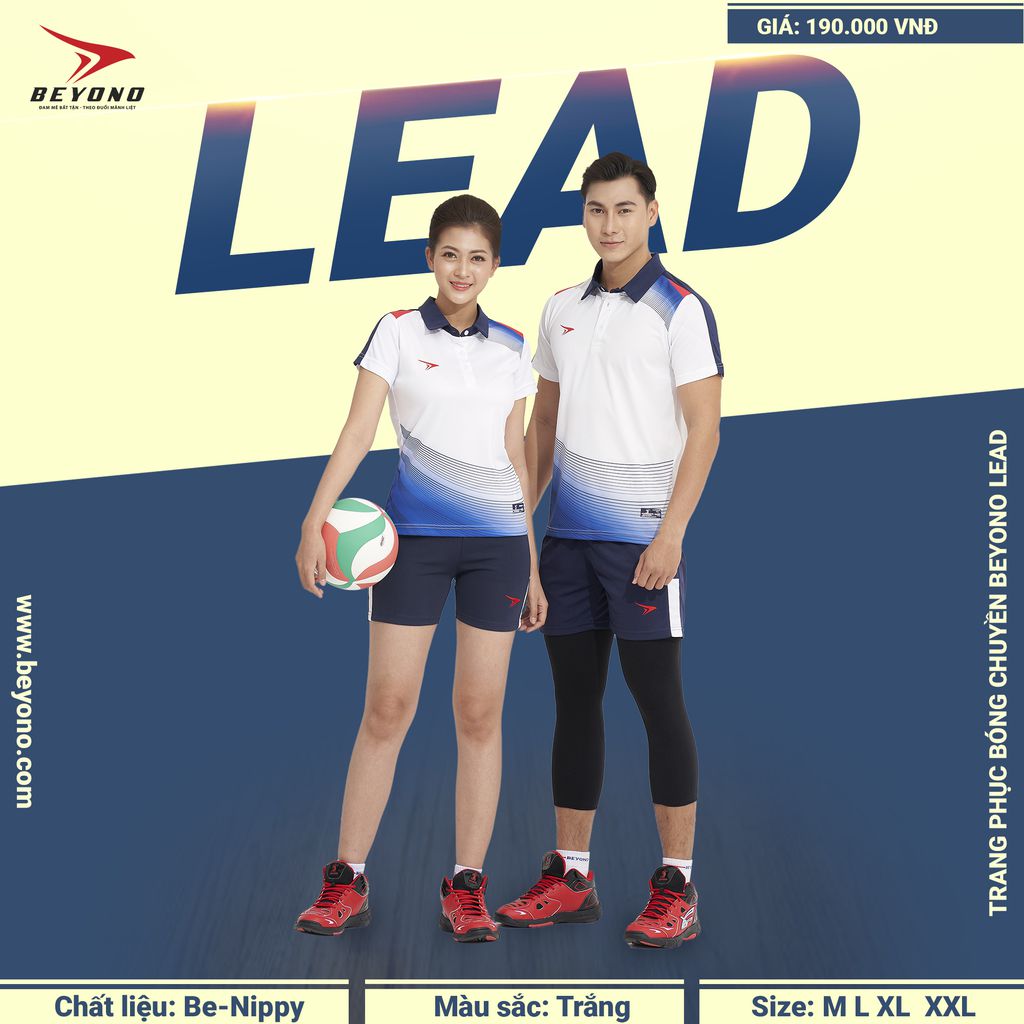 GIÁ: 190.000 VNĐ
BEYONO
ĐAM MÊ BẤT TẬN - THEO ĐUỔI MÃNH LIỆT
LEAD
www.beyono.com
TRANG PHỤC BÓNG CHUYỀN BEYONO LEAD
BEYONO
Chất liệu: Be-Nippy
Màu sắc: Trắng
Size: M L XL XXL